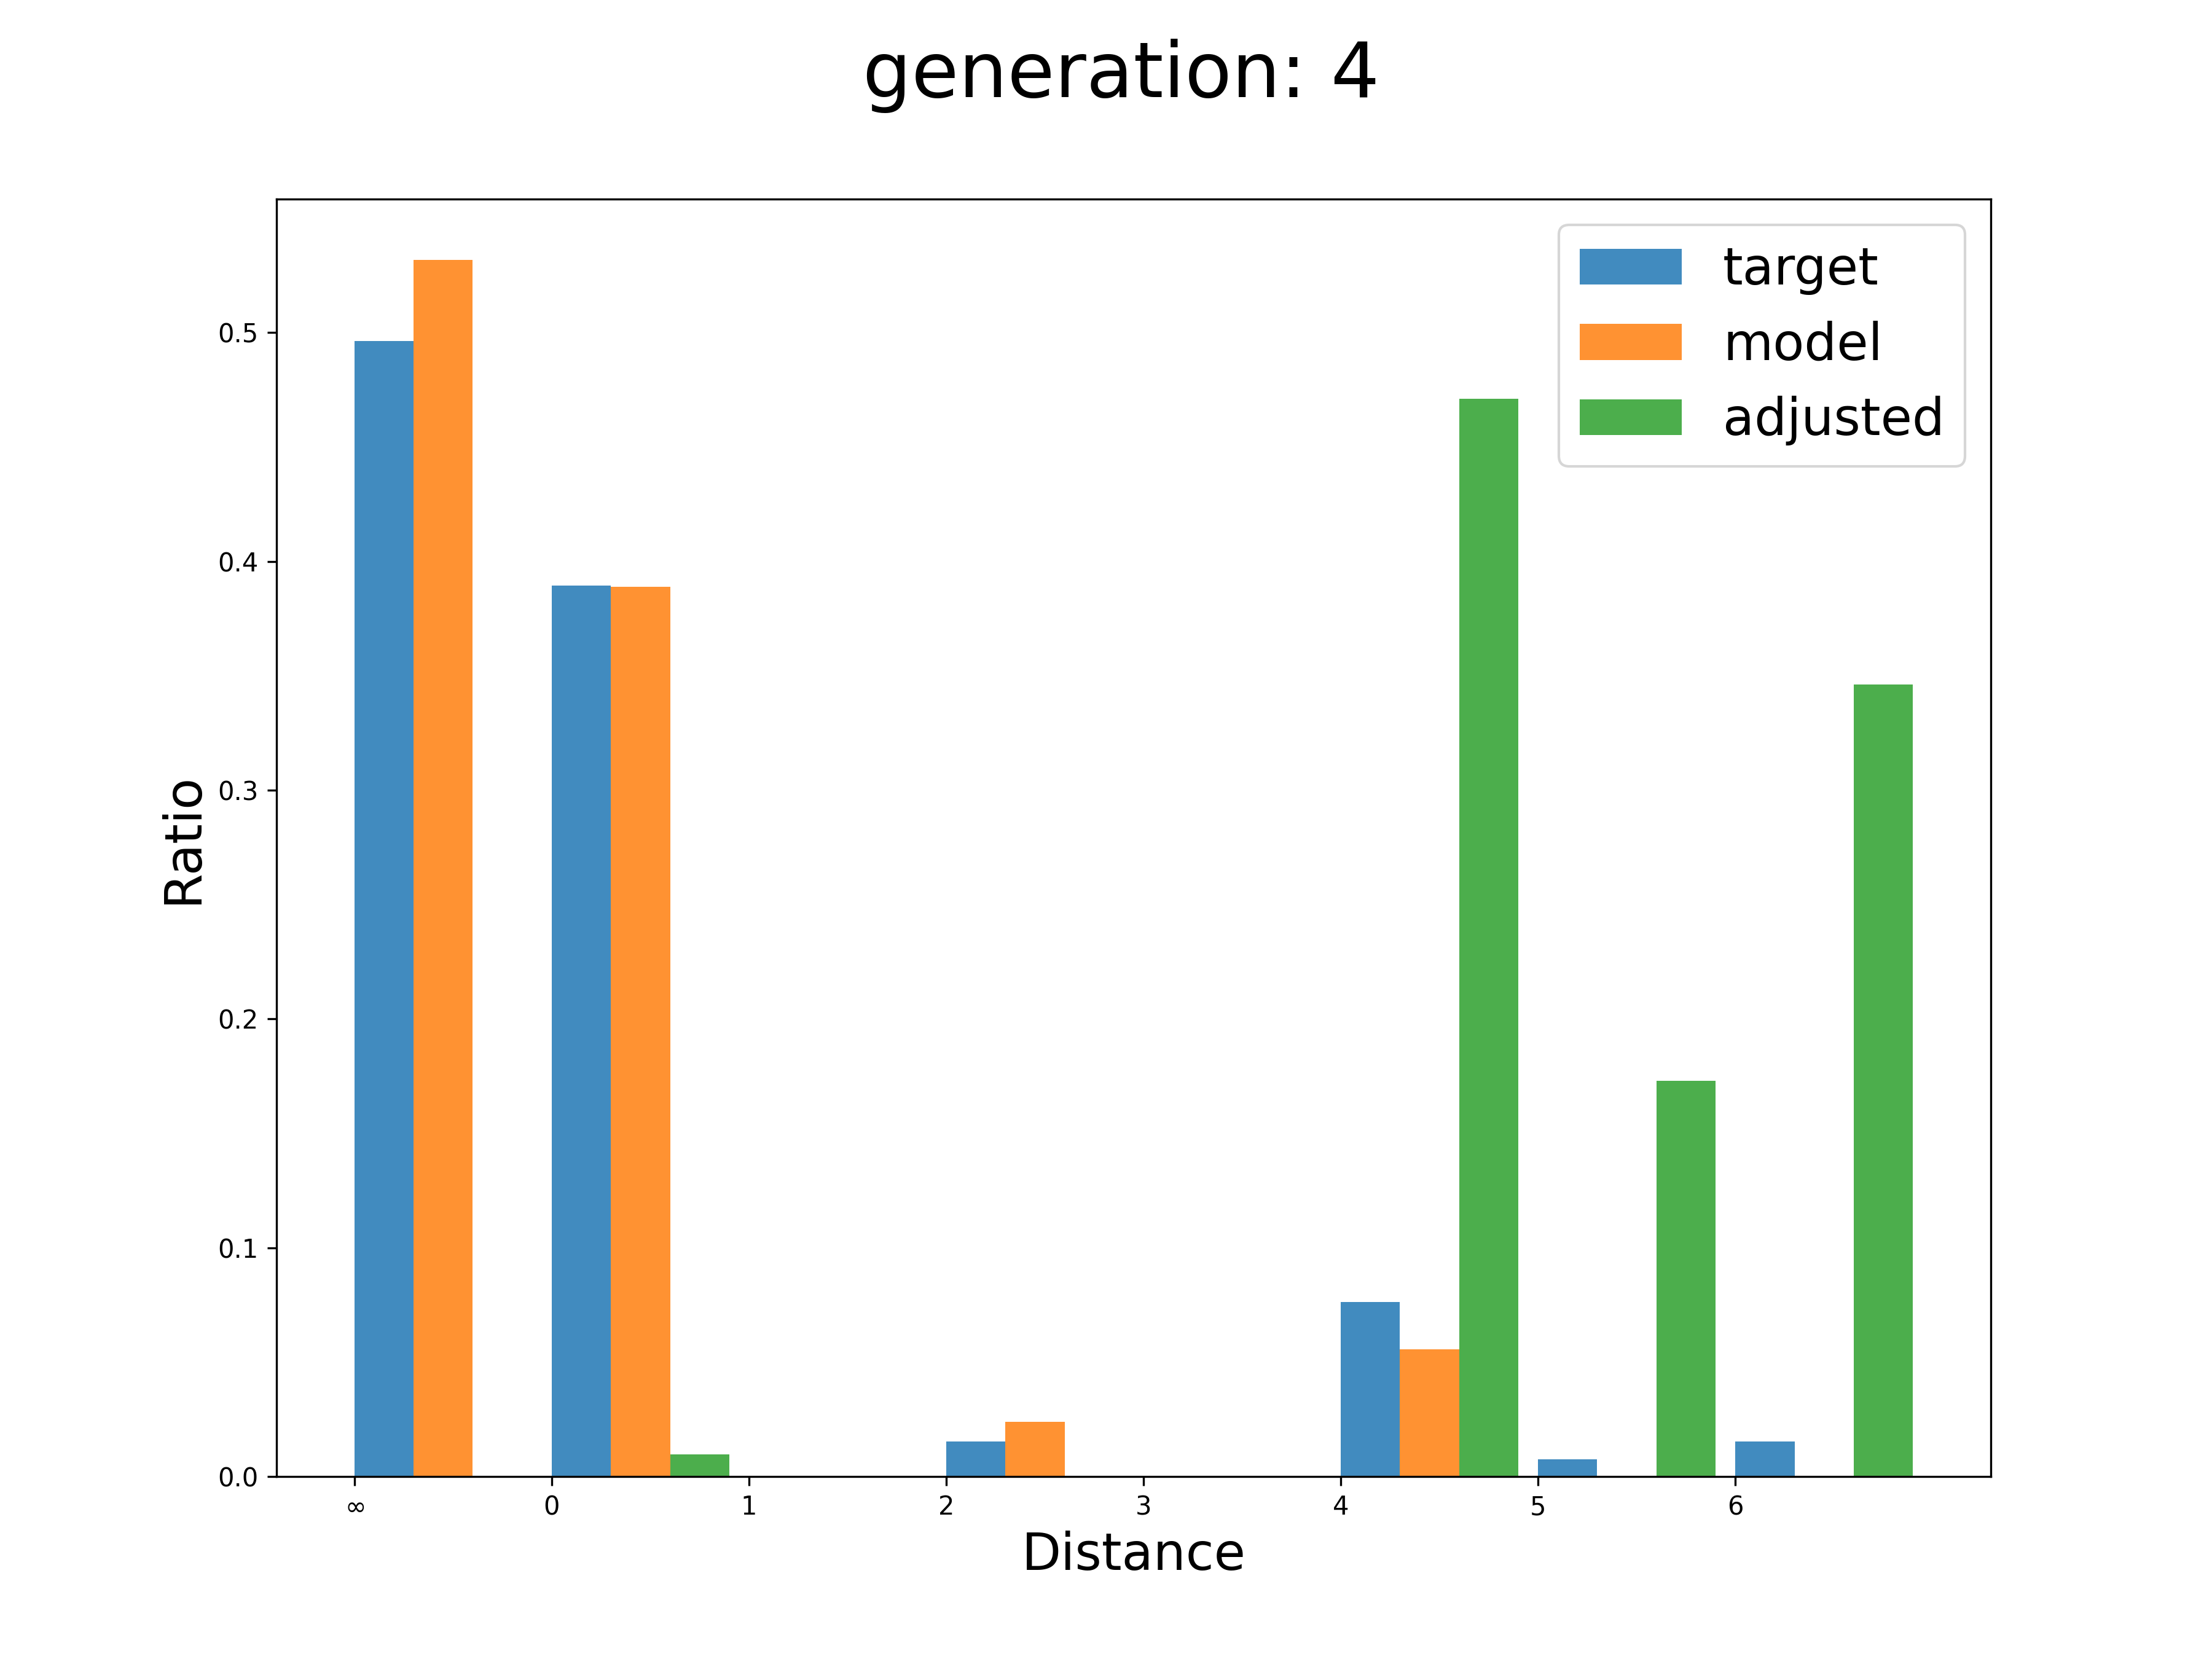 generation: 4
target
model
adjusted
Ratio
0.5
0.4
0.3
0.2
0.1
0.0
∞ 0 1 2 3 4 5 6
Distance